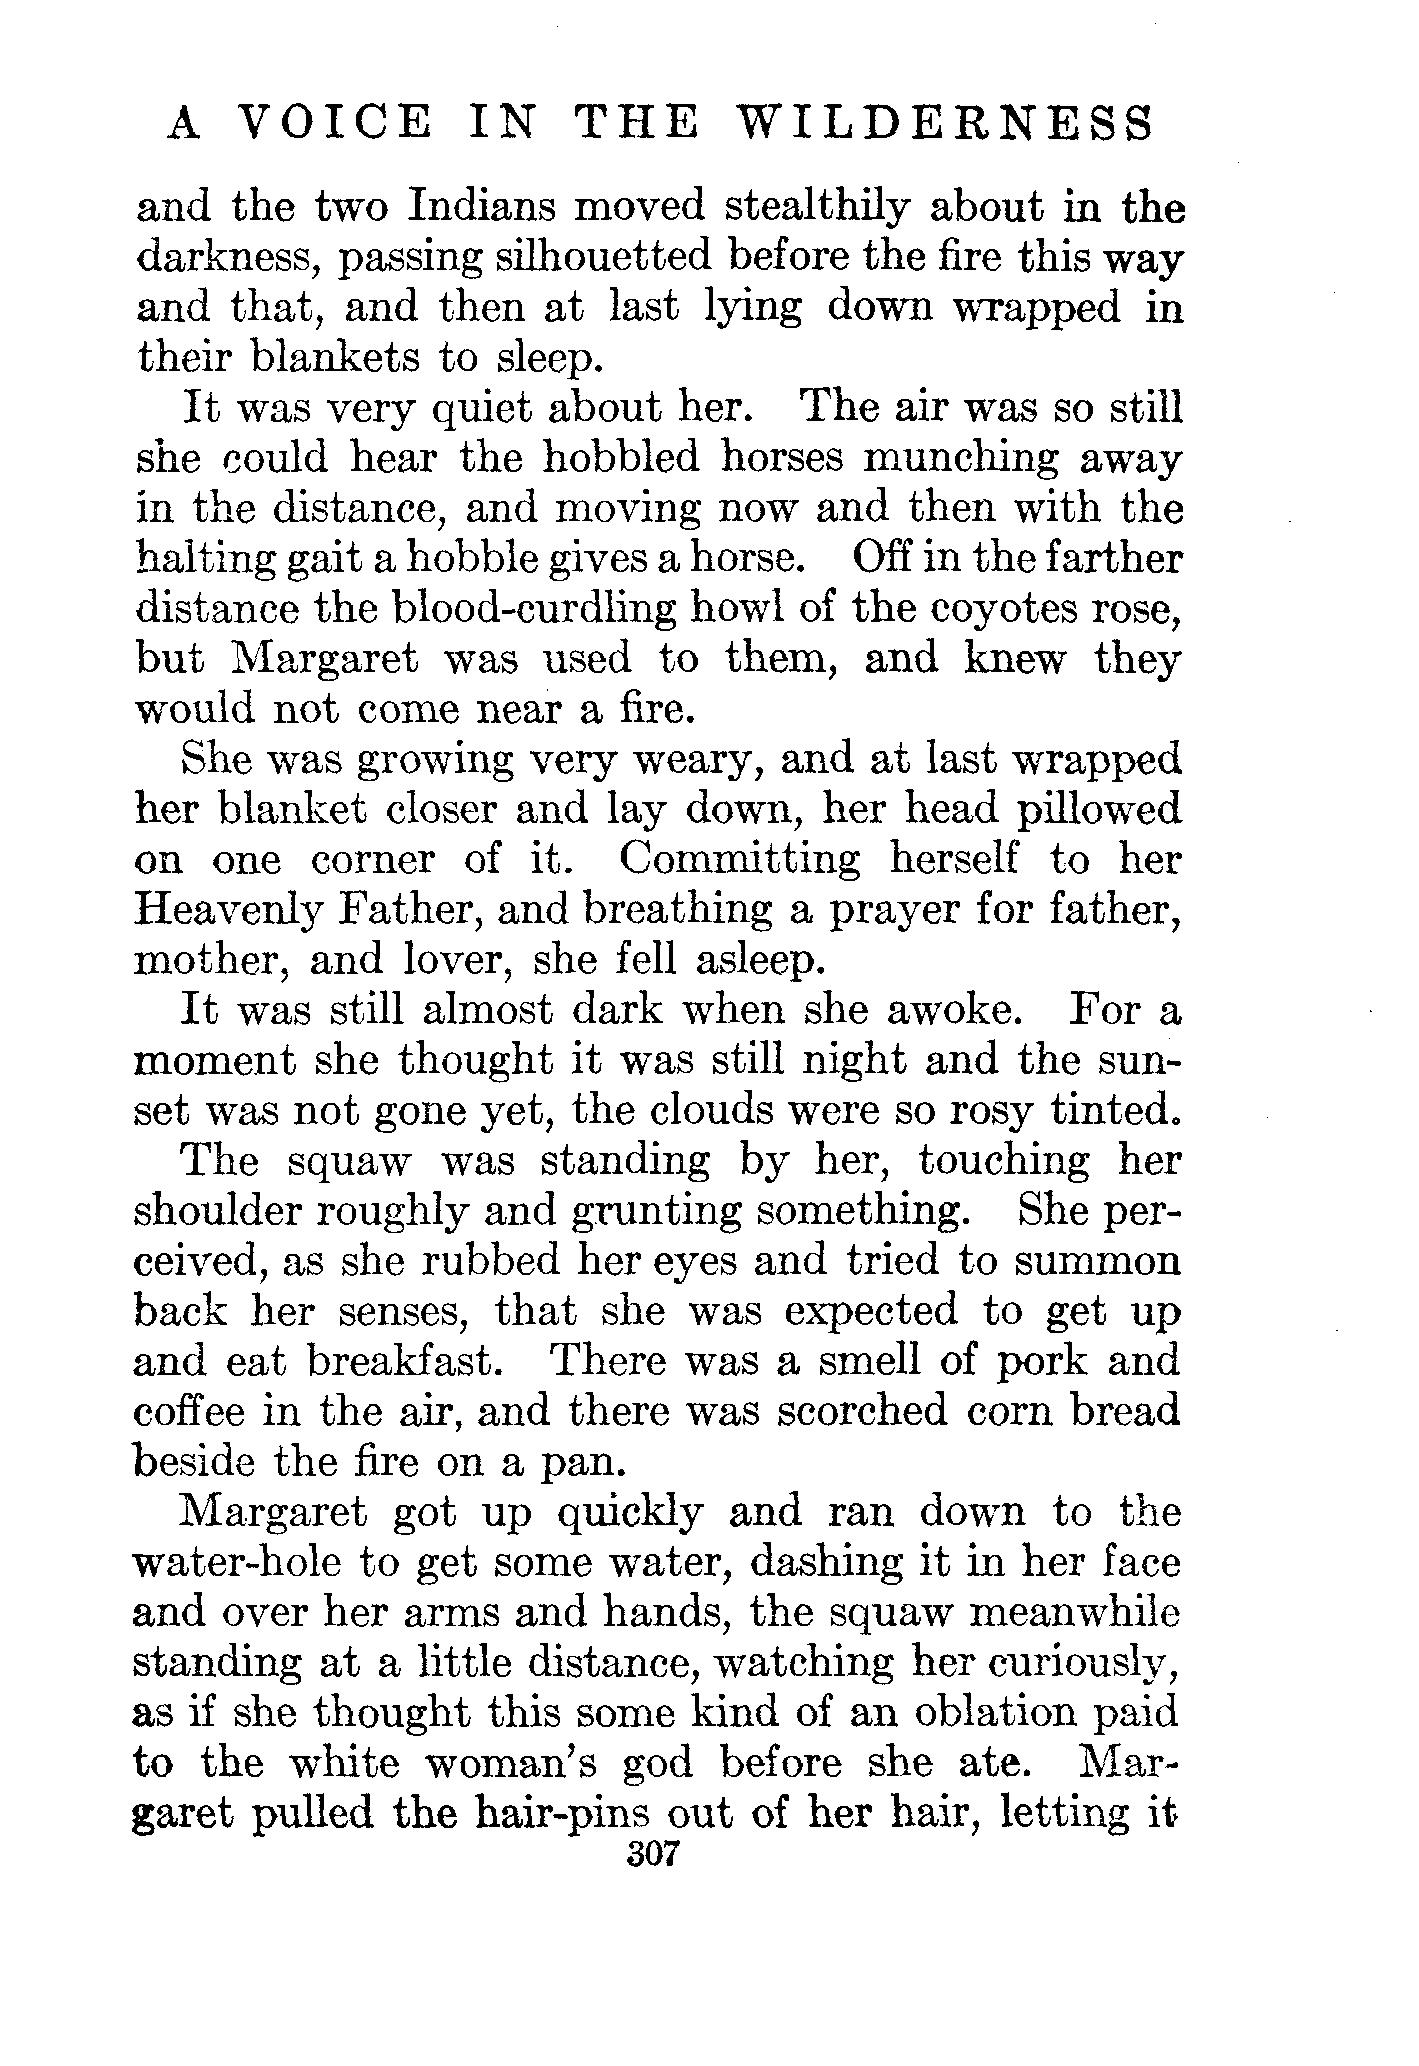 A VOICE IN THE WILDERNESS
and the two Indians moved stealthily about in the
darkness, passing silhouetted before the fire this way
and that, and then at last lying down wrapped in
their blankets to sleep.
It was very quiet about her. The air was so still
she could hear the hobbled horses munching away
in the distance, and moving now and then with the
halting gait a hobble gives a horse. Off in the farther
distance the blood-curdling howl of the coyotes rose,
but Margaret was used to them, and knew they
would not come near a fire.
She was growing very weary, and at last wrapped
her blanket closer and lay down, her head pillowed
on one corner of it. Committing herself to her
Heavenly Father, and breathing a prayer for father,
mother, and lover, she fell asleep.
It was still almost dark when she awoke. For a
moment she thought it was still night and the sun-
set was not gone yet, the clouds were so rosy tinted.
The squaw was standing by her, touching her
shoulder roughly and grunting something. She per-
ceived, as she rubbed her eyes and tried to summon
back her senses, that she was expected to get up
and eat breakfast. There was a smell of pork and
coffee in the air, and there was scorched corn bread
beside the fire on a pan.
Margaret got up quickly and ran down to the
water-hole to get some water, dashing it in her face
and over her arms and hands, the squaw meanwhile
standing at a little distance, watching her curiously,
as if she thought this some kind of an oblation paid
to the white woman's god before she ate. Mar-
garet pulled the hair-pins out of her hair, letting it
307